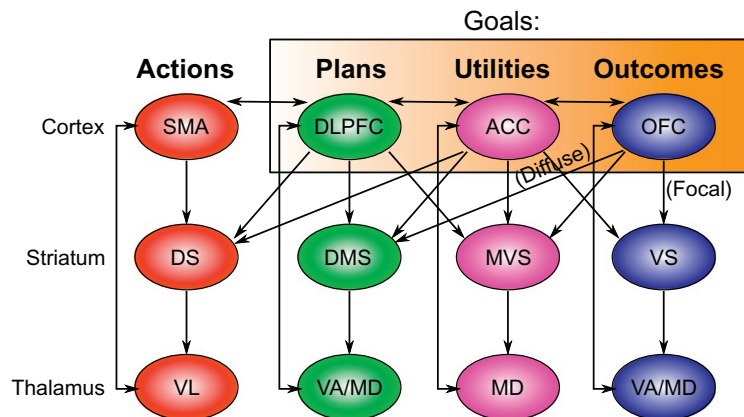 Goals:
Actions Plans Utilities Outcomes
Cortex SMA DLPFC ACC OFC
(Diffuse)
(Focal)
Striatum DS DMS MVS VS
Thalamus VL VA/MD MD VA/MD